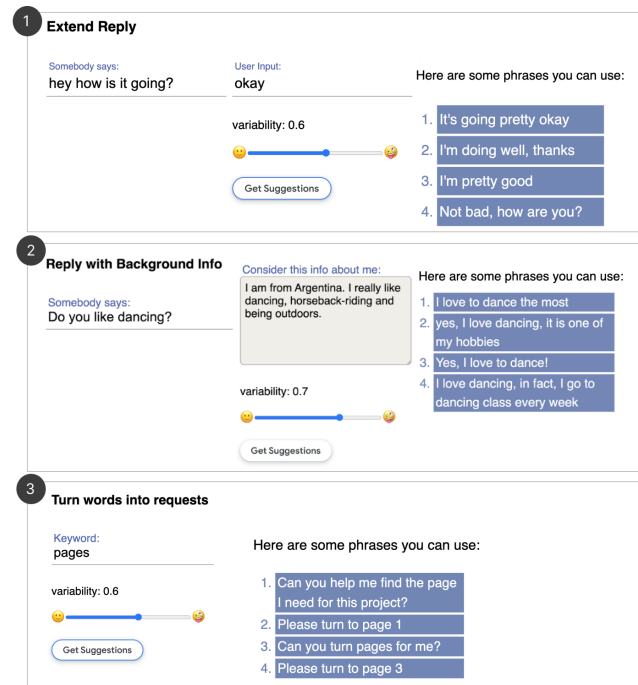 1
Extend Reply
Somebody says:
hey how is it going?
User Input:
okay
variability: 0.6
Get Suggestions
Here are some phrases you can use:
1. It's going pretty okay
2. I'm doing well, thanks
3. I'm pretty good
4. Not bad, how are you?
2
Reply with Background Info
Somebody says:
Do you like dancing?
Consider this info about me:
I am from Argentina. I really like
dancing, horseback-riding and
being outdoors.
variability: 0.7
Get Suggestions
Here are some phrases you can use:
1. I love to dance the most
2. yes, I love dancing, it is one of
my hobbies
3. Yes, I love to dance!
4. I love dancing, in fact, I go to
dancing class every week
3
Turn words into requests
Keyword:
pages
variability: 0.6
Get Suggestions
Here are some phrases you can use:
1. Can you help me find the page
I need for this project?
2. Please turn to page 1
3. Can you turn pages for me?
4. Please turn to page 3